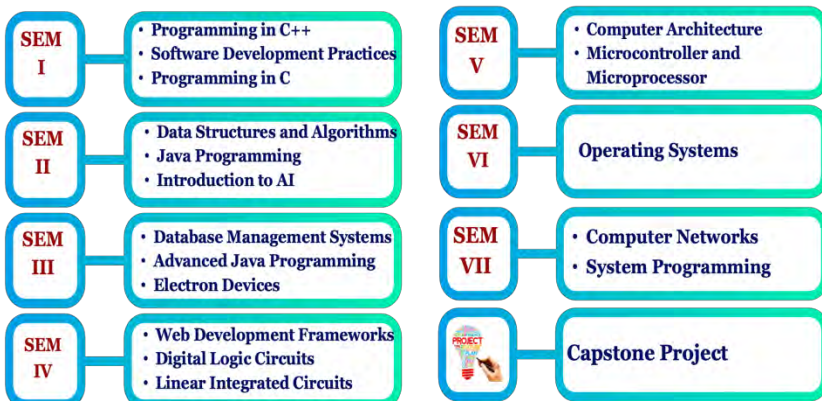 SEM
I
• Programming in C++
• Software Development Practices
• Programming in C
SEM
II
• Data Structures and Algorithms
• Java Programming
• Introduction to AI
SEM
III
• Database Management Systems
• Advanced Java Programming
• Electron Devices
SEM
IV
• Web Development Frameworks
• Digital Logic Circuits
• Linear Integrated Circuits
SEM
V
• Computer Architecture
• Microcontroller and
Microprocessor
SEM
VI
Operating Systems
SEM
VII
• Computer Networks
• System Programming
PROJECT
Capstone Project